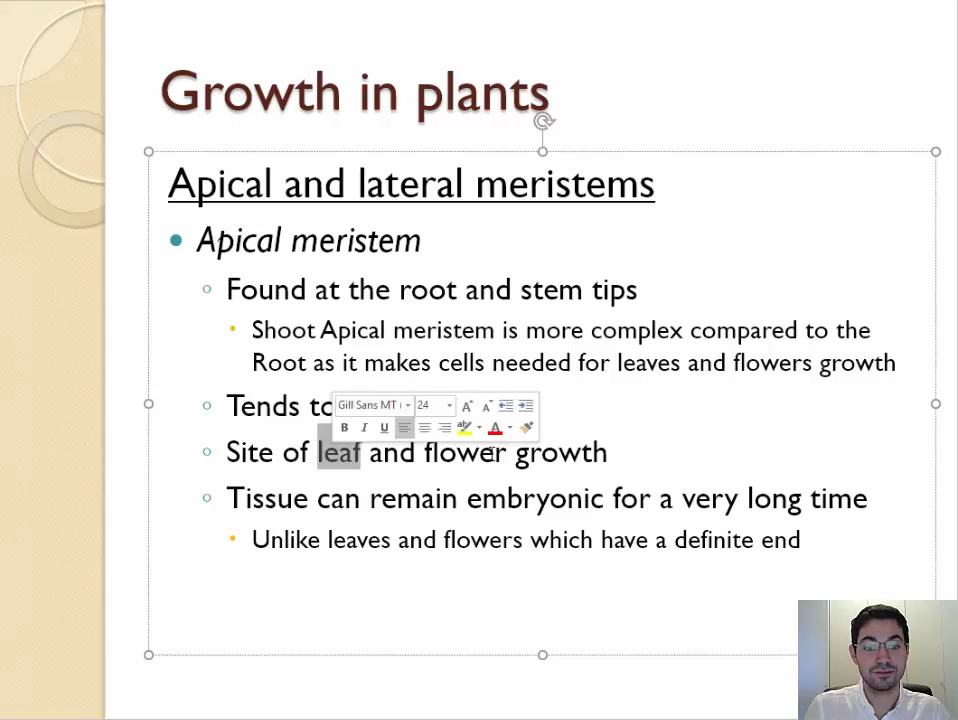 Growth in plants
Apical and lateral meristems
Apical meristem
Found at the root and stem tips
Shoot Apical meristem is more complex compared to the
Root as it makes cells needed for leaves and flowers growth
Tends to
Gill Sans MT 24 A A
B I U A
Site of leaf and flower growth
Tissue can remain embryonic for a very long time
Unlike leaves and flowers which have a definite end